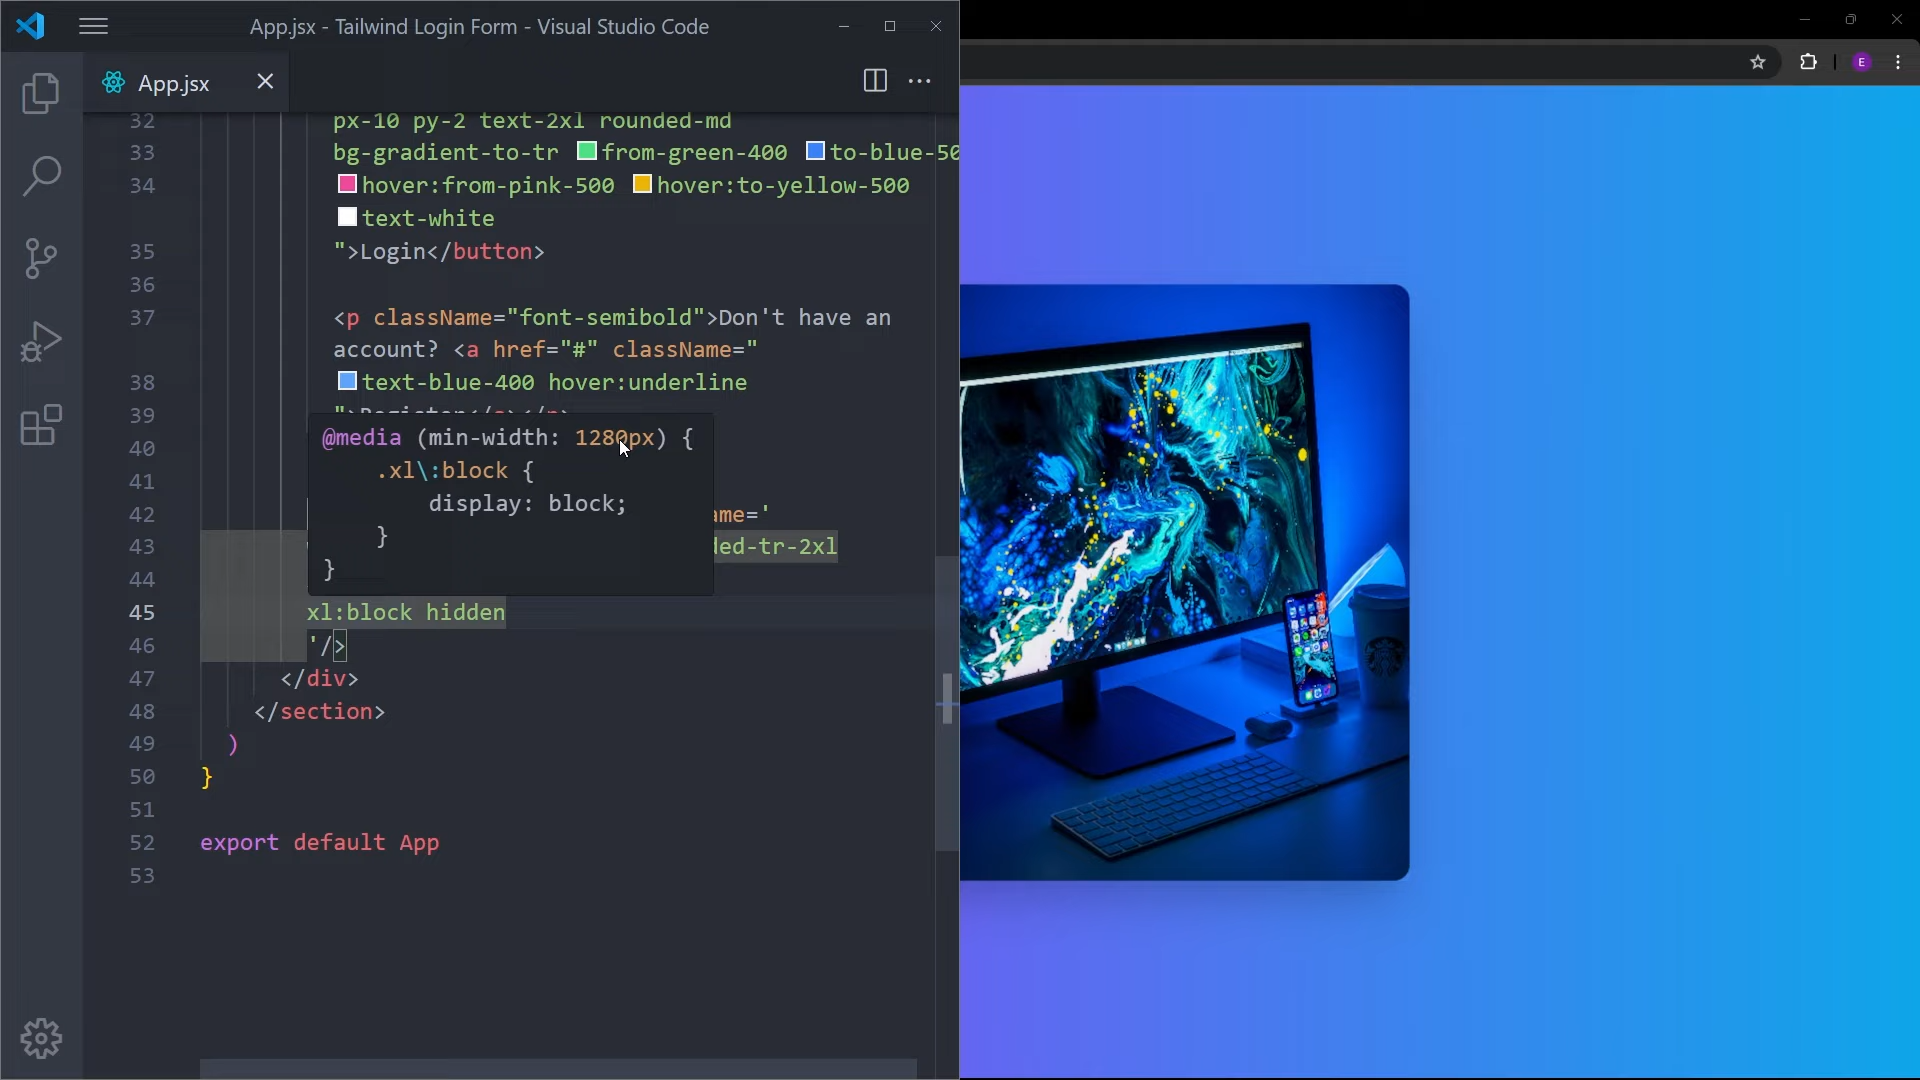 App.jsx - Tailwind Login Form - Visual Studio Code
App.jsx
E
32 px-10 py-2 text-2xl rounded-md
33 bg-gradient-to-tr from-green-400 to-blue-50
34 hover:from-pink-500 hover:to-yellow-500
text-white
35 ">Login</button>
36
37 <p className="font-semibold">Don't have an
account? <a href="#" className="
38 text-blue-400 hover:underline
39 ">Register</a></p>
40 @media (min-width: 1280px) {
41 .xl\:block {
42 display: block; ame='
43 } ded-tr-2xl
44 }
45 xl:block hidden
46 '/>
47 </div>
48 </section>
49 )
50 }
51
52 export default App
53